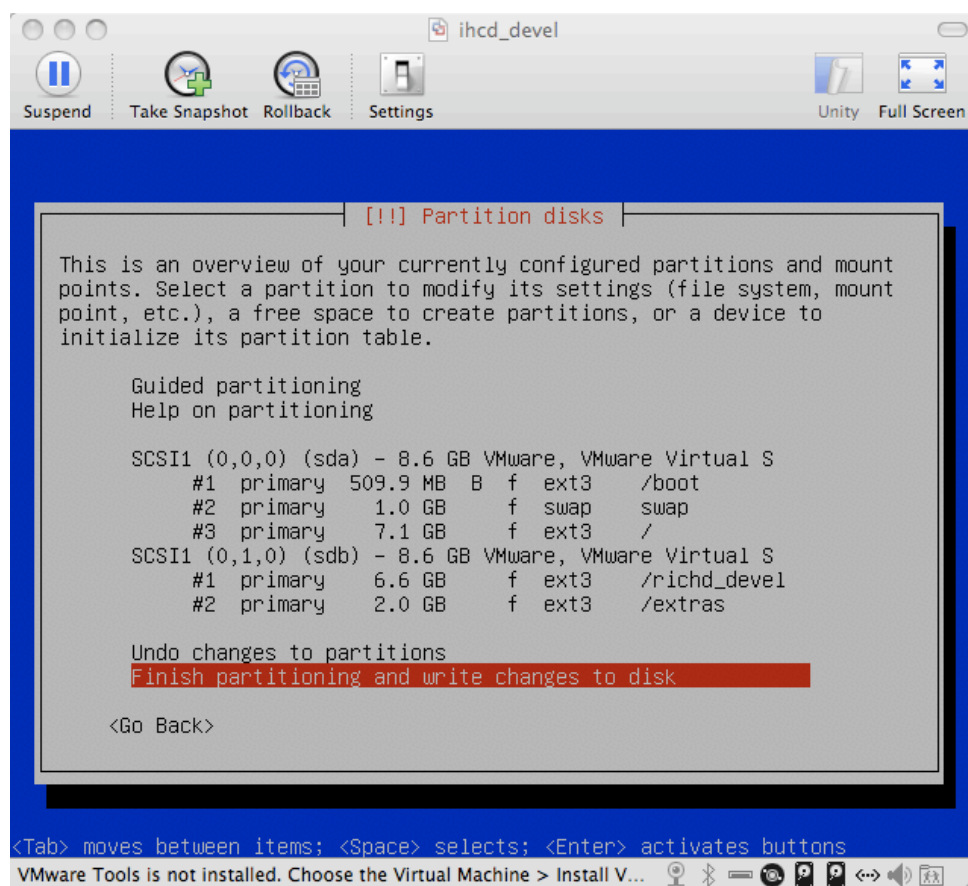 ihcd_devel
Suspend Take Snapshot Rollback Settings Unity Full Screen
[!!] Partition disks
This is an overview of your currently configured partitions and mount
points. Select a partition to modify its settings (file system, mount
point, etc.), a free space to create partitions, or a device to
initialize its partition table.
Guided partitioning
Help on partitioning
SCSI1 (0,0,0) (sda) - 8.6 GB VMware, VMware Virtual S
#1 primary 509.9 MB B f ext3 /boot
#2 primary 1.0 GB f swap swap
#3 primary 7.1 GB f ext3 /
SCSI1 (0,1,0) (sdb) - 8.6 GB VMware, VMware Virtual S
#1 primary 6.6 GB f ext3 /richd_devel
#2 primary 2.0 GB f ext3 /extras
Undo changes to partitions
Finish partitioning and write changes to disk
<Go Back>
<Tab> moves between items; <Space> selects; <Enter> activates buttons
VMware Tools is not installed. Choose the Virtual Machine > Install V...